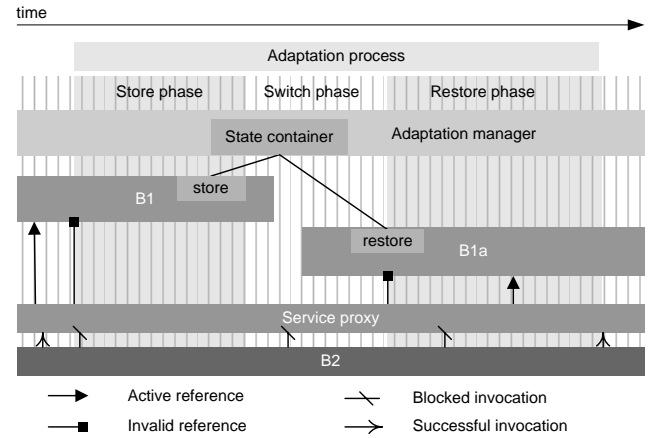 time
Adaptation process
Store phase Switch phase Restore phase
State container Adaptation manager
store
B1
restore
B1a
Service proxy
B2
Active reference Blocked invocation
Invalid reference Successful invocation